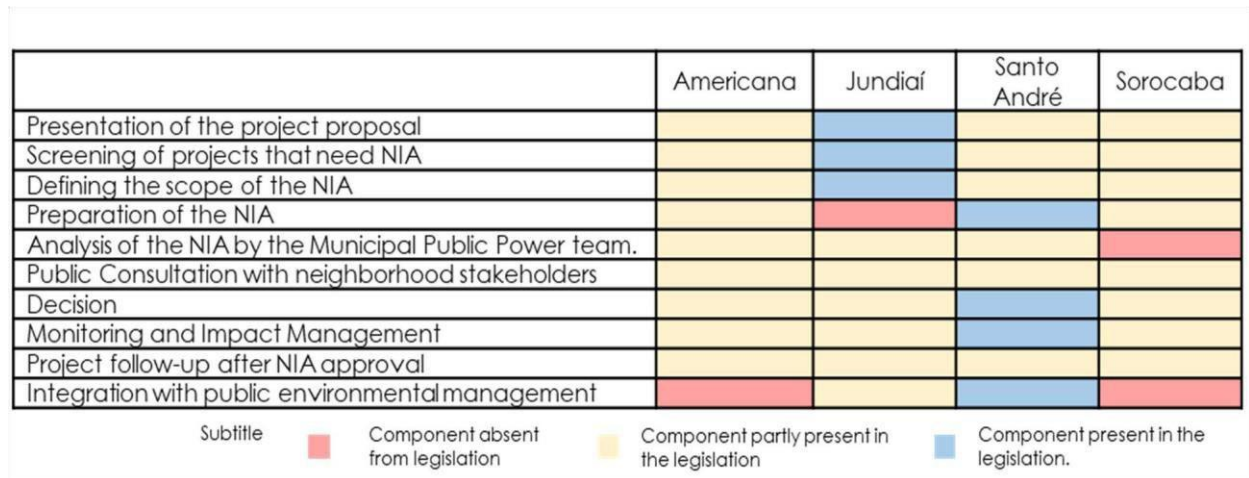 Americana Jundiaí Santo André Sorocaba
Presentation of the project proposal
Screening of projects that need NIA
Defining the scope of the NIA
Preparation of the NIA
Analysis of the NIA by the Municipal Public Power team.
Public Consultation with neighborhood stakeholders
Decision
Monitoring and Impact Management
Project follow-up after NIA approval
Integration with public environmental management
Subtitle
Component absent
from legislation
Component partly present in
the legislation
Component present in the
legislation.